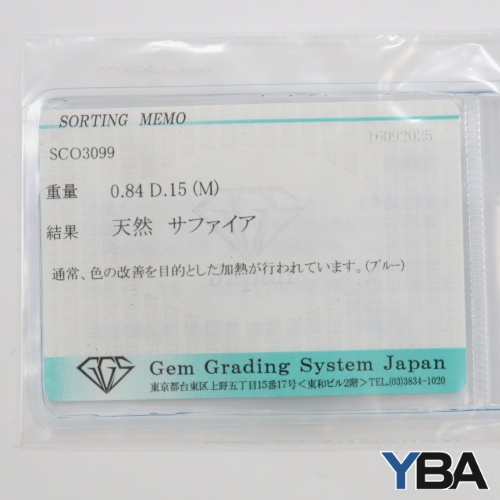 SORTING MEMO
D6092026
SCO3099
重量 0.84 D.15 (M)
結果 天然 サファイア
通常、色の改善を目的とした加熱が行われています。(ブルー)
Japan
GGS
Gem Grading System Japan
東京都台東区上野五丁目15番17号＜東和ビル2階＞TEL.(03)3834-1020
YBA